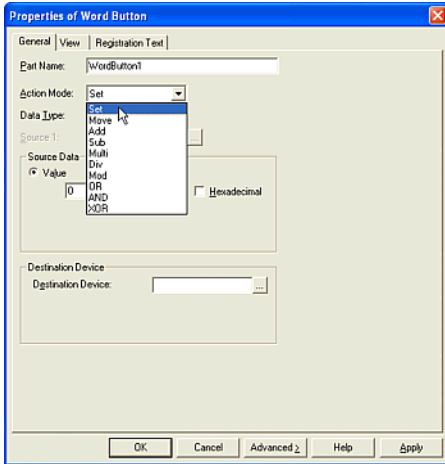 Properties of Word Button
General View Registration Text
Part Name: WordButton1
Action Mode: Set
Data Type:
Set
Move
Add
Sub
Multi
Div
Mod
OR
AND
XOR
Source 1: ...
Source Data
Value
0 Hexadecimal
Destination Device
Destination Device: ...
OK Cancel Advanced > Help Apply